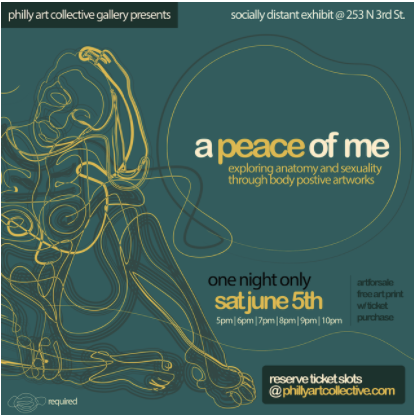 philly art collective gallery presents
socially distant exhibit @ 253 N 3rd St.
a peace of me
exploring anatomy and sexuality
through body postive artworks
one night only
sat june 5th
5pm | 6pm | 7pm | 8pm | 9pm | 10pm
art for sale
free art print
w/ ticket
purchase
reserve ticket slots
@ phillyartcollective.com
required